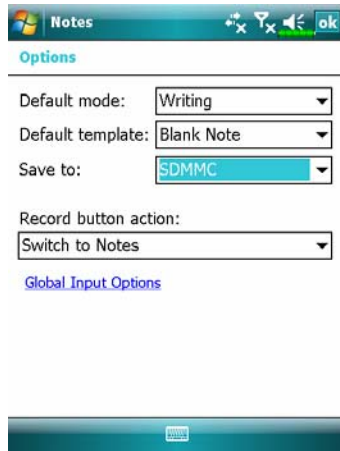 Notes ok
Options
Default mode: Writing
Default template: Blank Note
Save to: SDMMC
Record button action:
Switch to Notes
Global Input Options